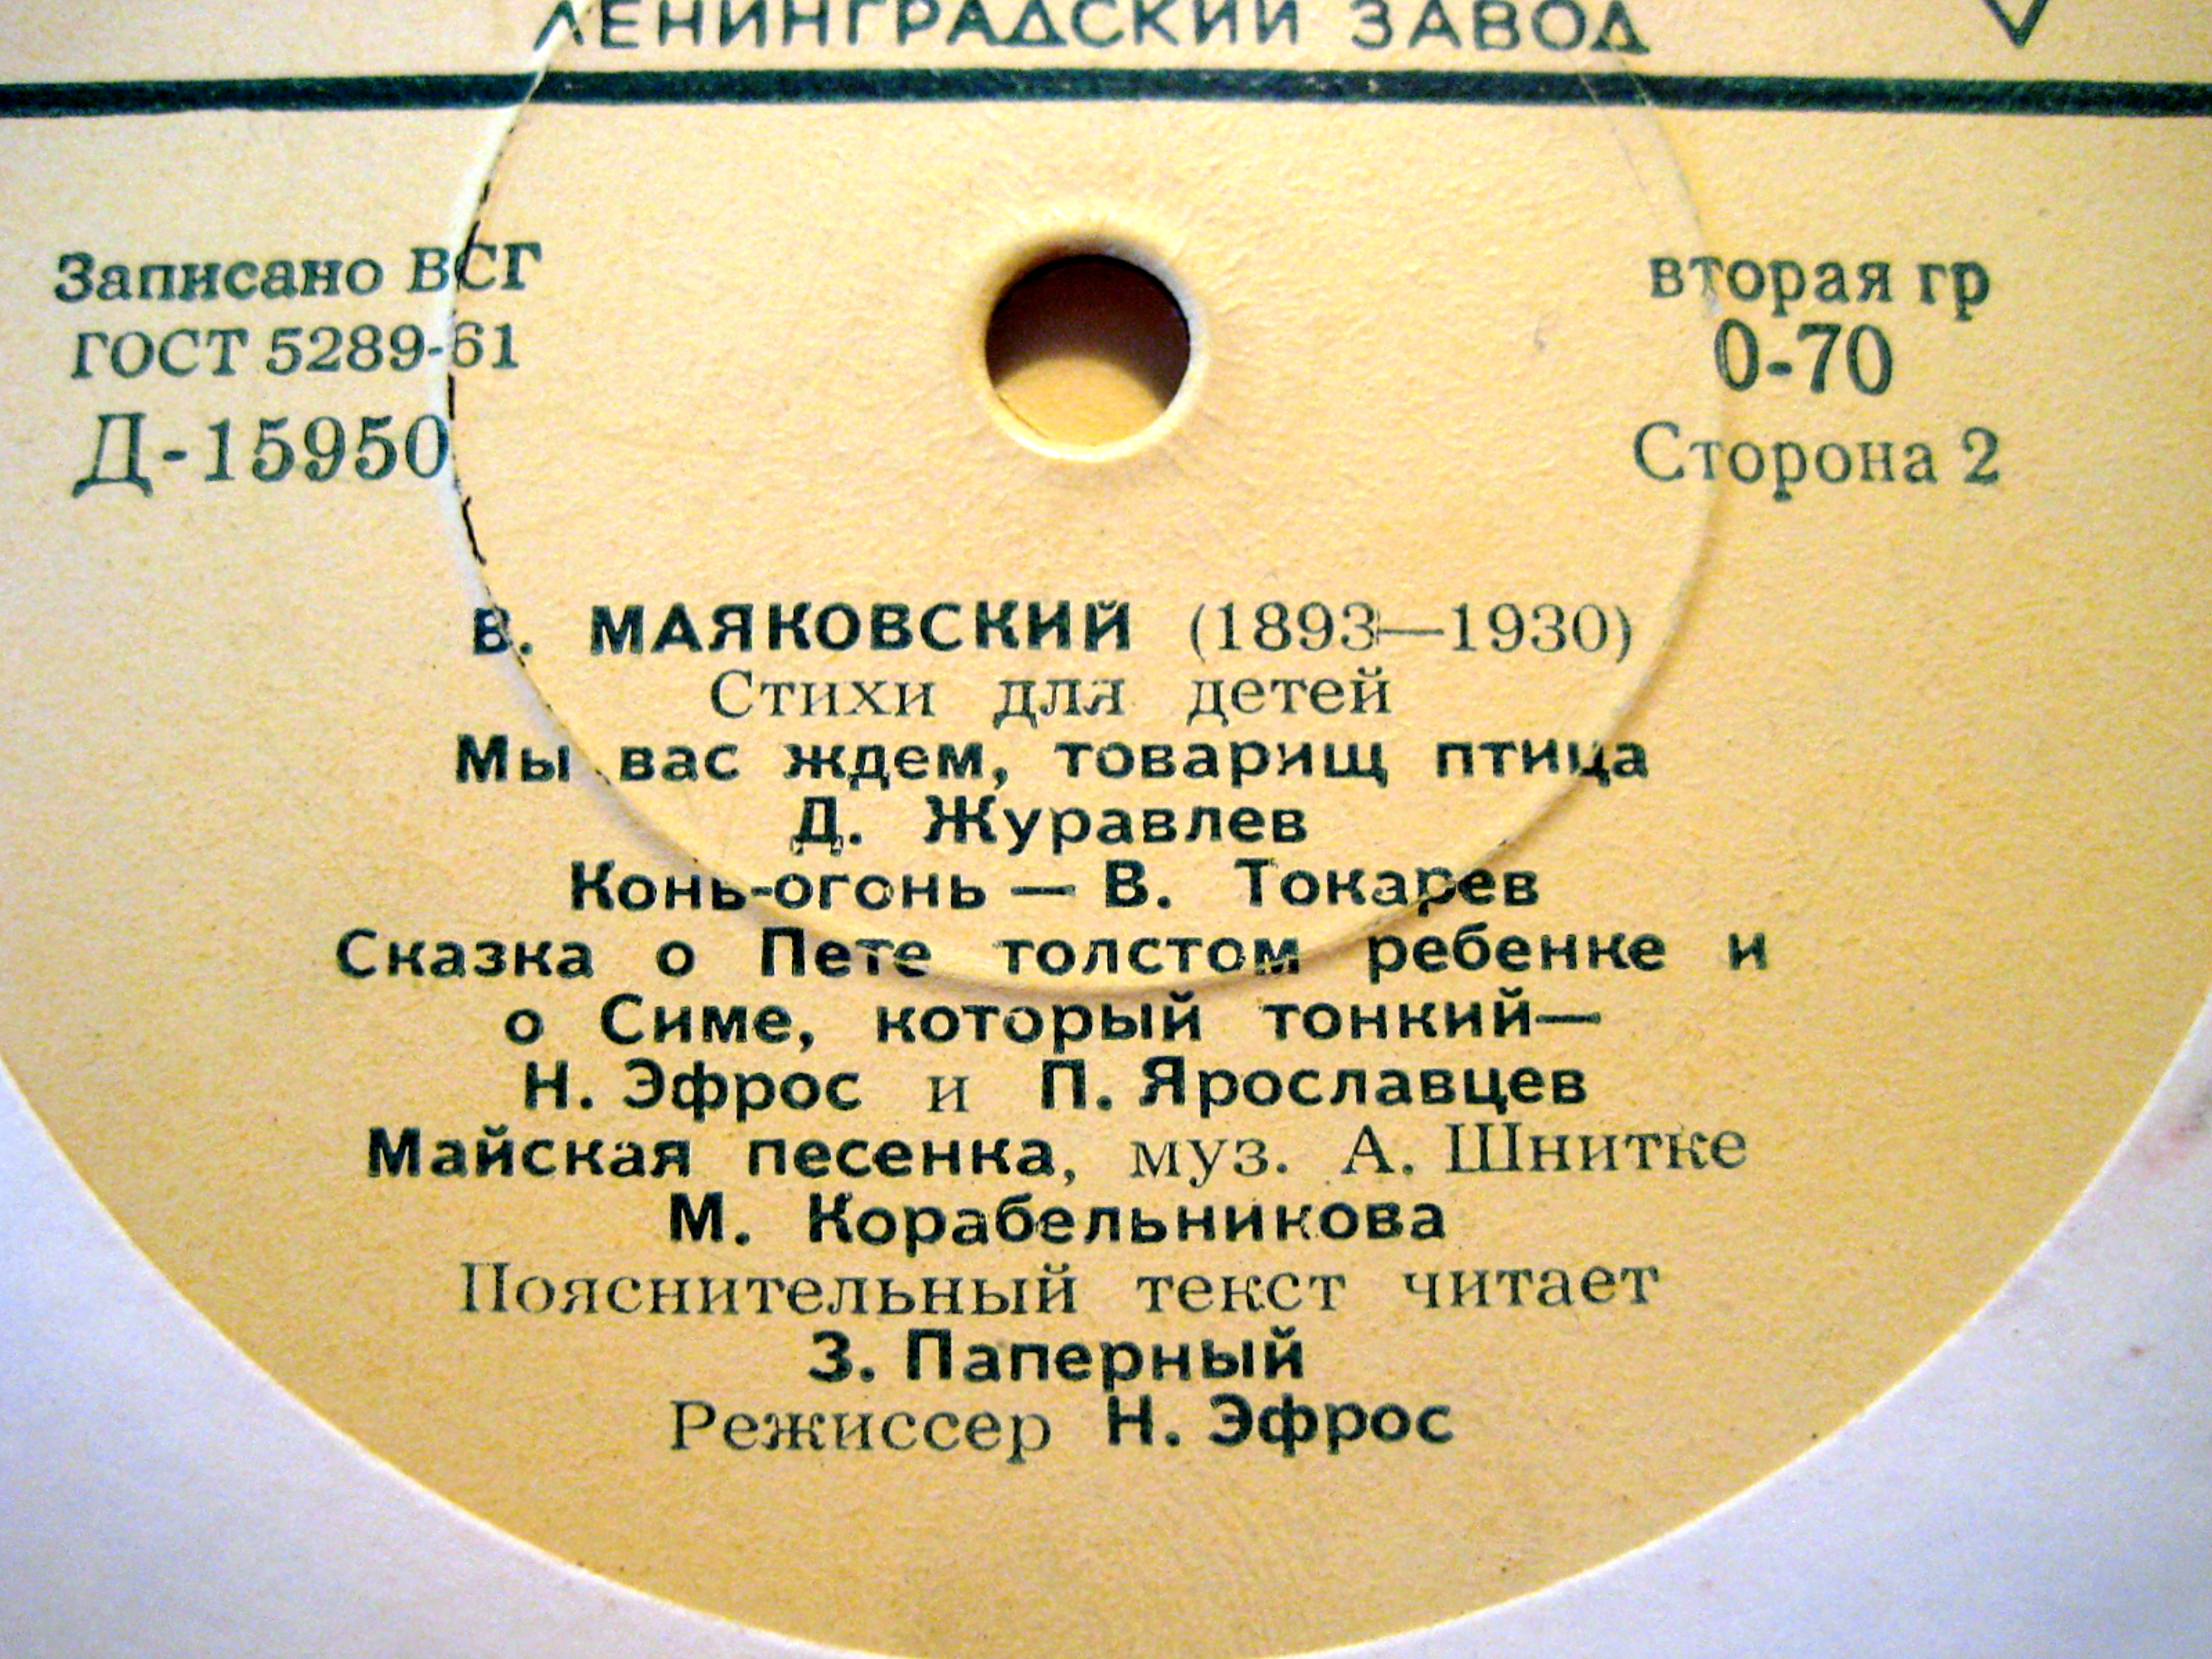 ЛЕНИНГРАДСКИЙ ЗАВОД
Записано ВСГ
ГОСТ 5289-61
Д-15950
вторая гр
0-70
Сторона 2
В. МАЯКОВСКИЙ (1893—1930)
Стихи для детей
Мы вас ждем, товарищ птица
Д. Журавлев
Конь-огонь — В. Токарев
Сказка о Пете толстом ребенке и
о Симе, который тонкий—
Н. Эфрос и П. Ярославцев
Майская песенка, муз. А. Шнитке
М. Корабельникова
Пояснительный текст читает
З. Паперный
Режиссер Н. Эфрос